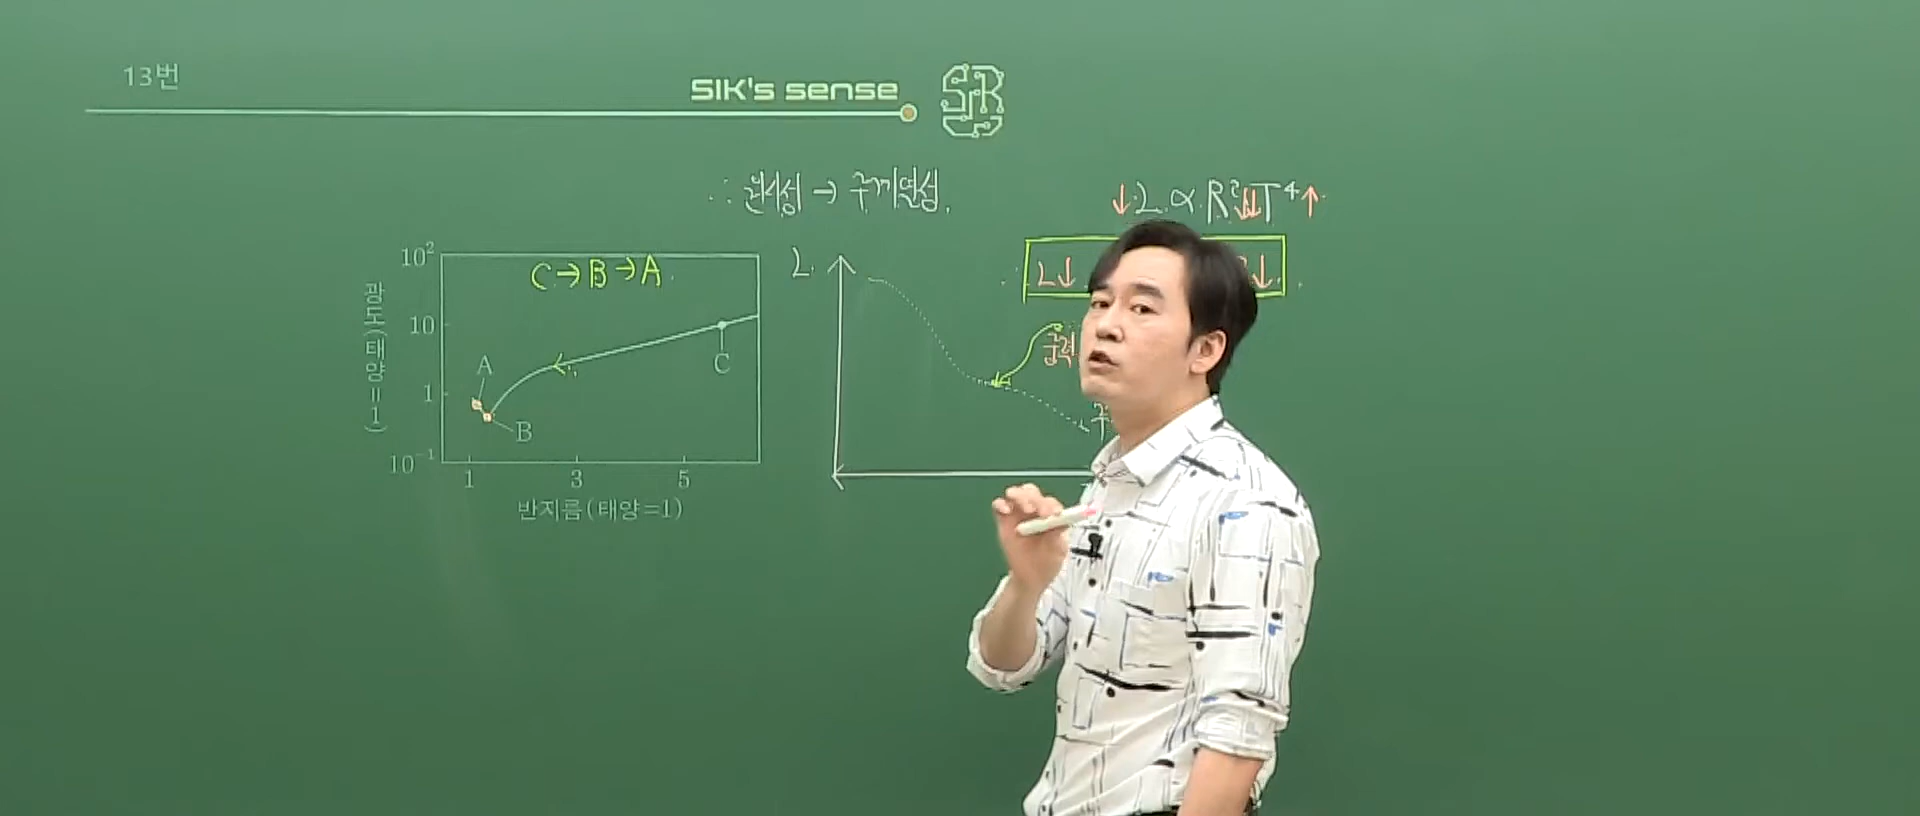 13번
SIK's sense
SIK
∴ 원시성 → 주계열성.
↓L ∝ R²↓↓T⁴↑
10²
C→B→A
L
L↓
↓
광도(태양=1)
10
C
A
1
B
10⁻¹
1 3 5
반지름(태양=1)